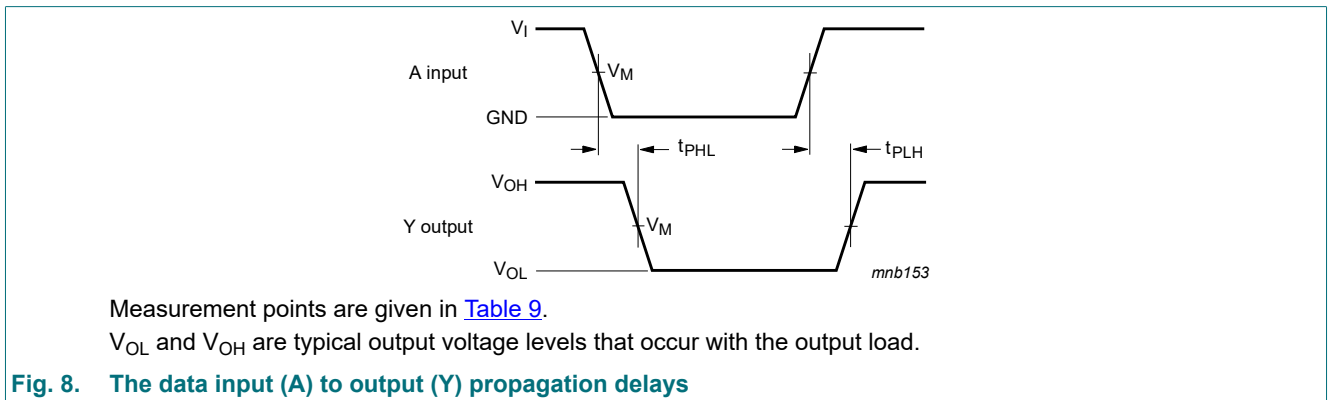 VI
A input
VM
GND
tPHL
tPLH
VOH
Y output
VM
VOL
mnb153
Measurement points are given in Table 9.
VOL and VOH are typical output voltage levels that occur with the output load.
Fig. 8. The data input (A) to output (Y) propagation delays